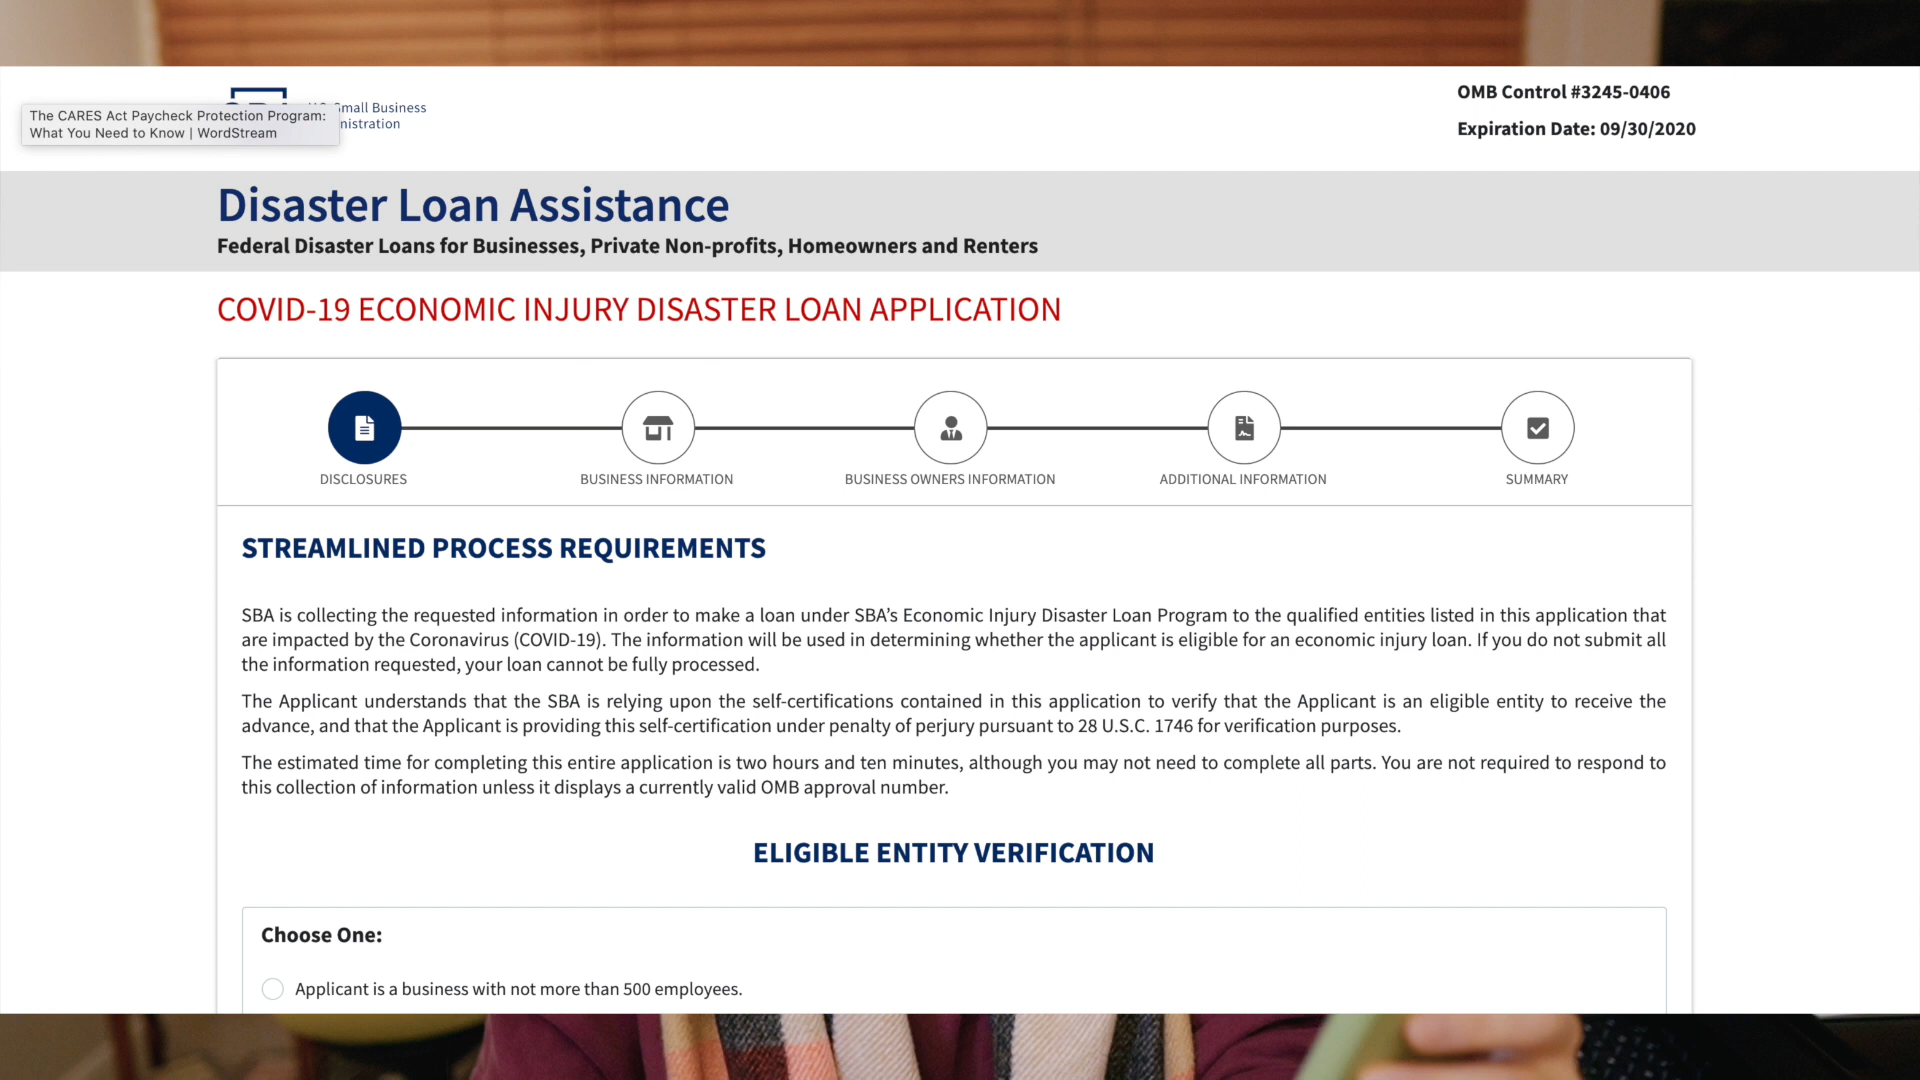 The CARES Act Paycheck Protection Program:
What You Need to Know | WordStream
mall Business
nistration
OMB Control #3245-0406
Expiration Date: 09/30/2020
Disaster Loan Assistance
Federal Disaster Loans for Businesses, Private Non-profits, Homeowners and Renters
COVID-19 ECONOMIC INJURY DISASTER LOAN APPLICATION
DISCLOSURES
BUSINESS INFORMATION
BUSINESS OWNERS INFORMATION
ADDITIONAL INFORMATION
SUMMARY
STREAMLINED PROCESS REQUIREMENTS
SBA is collecting the requested information in order to make a loan under SBA’s Economic Injury Disaster Loan Program to the qualified entities listed in this application that
are impacted by the Coronavirus (COVID-19). The information will be used in determining whether the applicant is eligible for an economic injury loan. If you do not submit all
the information requested, your loan cannot be fully processed.
The Applicant understands that the SBA is relying upon the self-certifications contained in this application to verify that the Applicant is an eligible entity to receive the
advance, and that the Applicant is providing this self-certification under penalty of perjury pursuant to 28 U.S.C. 1746 for verification purposes.
The estimated time for completing this entire application is two hours and ten minutes, although you may not need to complete all parts. You are not required to respond to
this collection of information unless it displays a currently valid OMB approval number.
ELIGIBLE ENTITY VERIFICATION
Choose One:
Applicant is a business with not more than 500 employees.